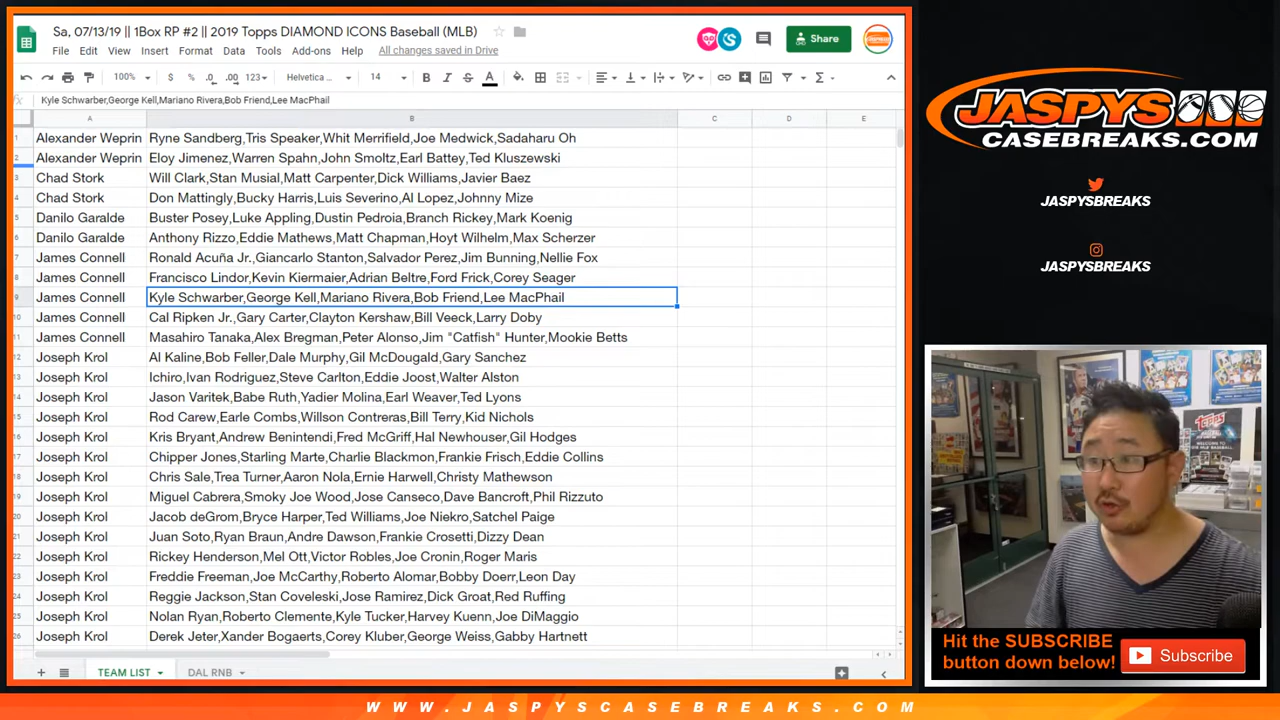 Sa, 07/13/19 || 1Box RP #2 || 2019 Topps DIAMOND ICONS Baseball (MLB)
File Edit View Insert Format Data Tools Add-ons Help All changes saved in Drive
Share
100% $ % .0 .00 123 Helvetica ... 14 B I S A
Kyle Schwarber,George Kell,Mariano Rivera,Bob Friend,Lee MacPhail
A B C D E
1 Alexander Weprin Ryne Sandberg,Tris Speaker,Whit Merrifield,Joe Medwick,Sadaharu Oh
2 Alexander Weprin Eloy Jimenez,Warren Spahn,John Smoltz,Earl Battey,Ted Kluszewski
3 Chad Stork Will Clark,Stan Musial,Matt Carpenter,Dick Williams,Javier Baez
4 Chad Stork Don Mattingly,Bucky Harris,Luis Severino,Al Lopez,Johnny Mize
5 Danilo Garalde Buster Posey,Luke Appling,Dustin Pedroia,Branch Rickey,Mark Koenig
6 Danilo Garalde Anthony Rizzo,Eddie Mathews,Matt Chapman,Hoyt Wilhelm,Max Scherzer
7 James Connell Ronald Acuña Jr.,Giancarlo Stanton,Salvador Perez,Jim Bunning,Nellie Fox
8 James Connell Francisco Lindor,Kevin Kiermaier,Adrian Beltre,Ford Frick,Corey Seager
9 James Connell Kyle Schwarber,George Kell,Mariano Rivera,Bob Friend,Lee MacPhail
10 James Connell Cal Ripken Jr.,Gary Carter,Clayton Kershaw,Bill Veeck,Larry Doby
11 James Connell Masahiro Tanaka,Alex Bregman,Peter Alonso,Jim "Catfish" Hunter,Mookie Betts
12 Joseph Krol Al Kaline,Bob Feller,Dale Murphy,Gil McDougald,Gary Sanchez
13 Joseph Krol Ichiro,Ivan Rodriguez,Steve Carlton,Eddie Joost,Walter Alston
14 Joseph Krol Jason Varitek,Babe Ruth,Yadier Molina,Earl Weaver,Ted Lyons
15 Joseph Krol Rod Carew,Earle Combs,Willson Contreras,Bill Terry,Kid Nichols
16 Joseph Krol Kris Bryant,Andrew Benintendi,Fred McGriff,Hal Newhouser,Gil Hodges
17 Joseph Krol Chipper Jones,Starling Marte,Charlie Blackmon,Frankie Frisch,Eddie Collins
18 Joseph Krol Chris Sale,Trea Turner,Aaron Nola,Ernie Harwell,Christy Mathewson
19 Joseph Krol Miguel Cabrera,Smoky Joe Wood,Jose Canseco,Dave Bancroft,Phil Rizzuto
20 Joseph Krol Jacob deGrom,Bryce Harper,Ted Williams,Joe Niekro,Satchel Paige
21 Joseph Krol Juan Soto,Ryan Braun,Andre Dawson,Frankie Crosetti,Dizzy Dean
22 Joseph Krol Rickey Henderson,Mel Ott,Victor Robles,Joe Cronin,Roger Maris
23 Joseph Krol Freddie Freeman,Joe McCarthy,Roberto Alomar,Bobby Doerr,Leon Day
24 Joseph Krol Reggie Jackson,Stan Coveleski,Jose Ramirez,Dick Groat,Red Ruffing
25 Joseph Krol Nolan Ryan,Roberto Clemente,Kyle Tucker,Harvey Kuenn,Joe DiMaggio
26 Joseph Krol Derek Jeter,Xander Bogaerts,Corey Kluber,George Weiss,Gabby Hartnett
TEAM LIST DAL RNB
JASPYS
CASEBREAKS.COM
JASPYSBREAKS
JASPYSBREAKS
Topps
Hit the SUBSCRIBE
button down below!
Subscribe
WWW.JASPYSCASEBREAKS.COM